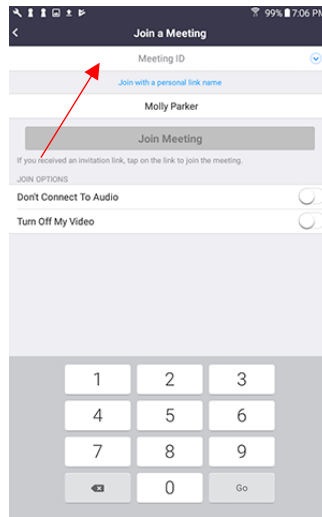 99% 7:06 PM
Join a Meeting
Meeting ID
Join with a personal link name
Molly Parker
Join Meeting
If you received an invitation link, tap on the link to join the meeting.
JOIN OPTIONS
Don't Connect To Audio
Turn Off My Video
1 2 3
4 5 6
7 8 9
0 Go